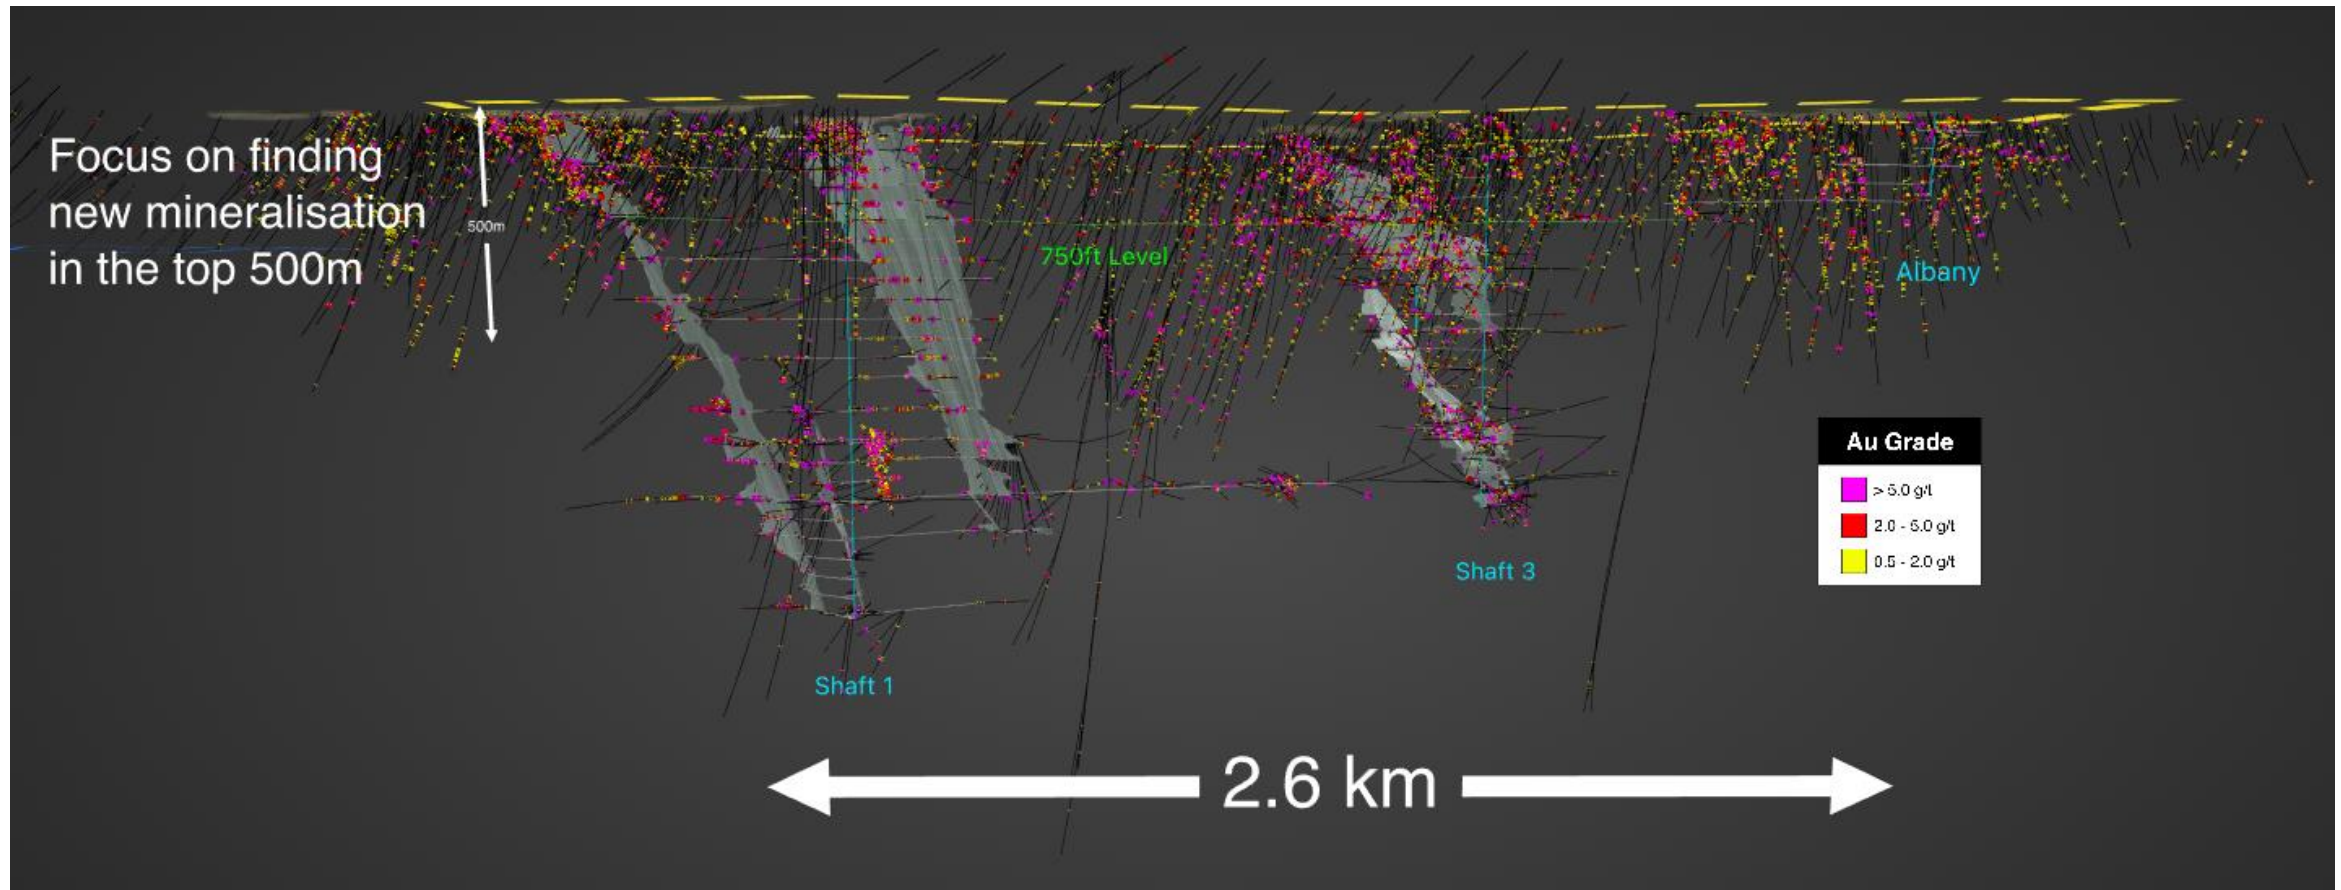 Focus on finding
new mineralisation
in the top 500m
500m
750ft Level
Albany
Au Grade
> 5.0 g/t
2.0 - 5.0 g/t
0.5 - 2.0 g/t
Shaft 3
Shaft 1
2.6 km